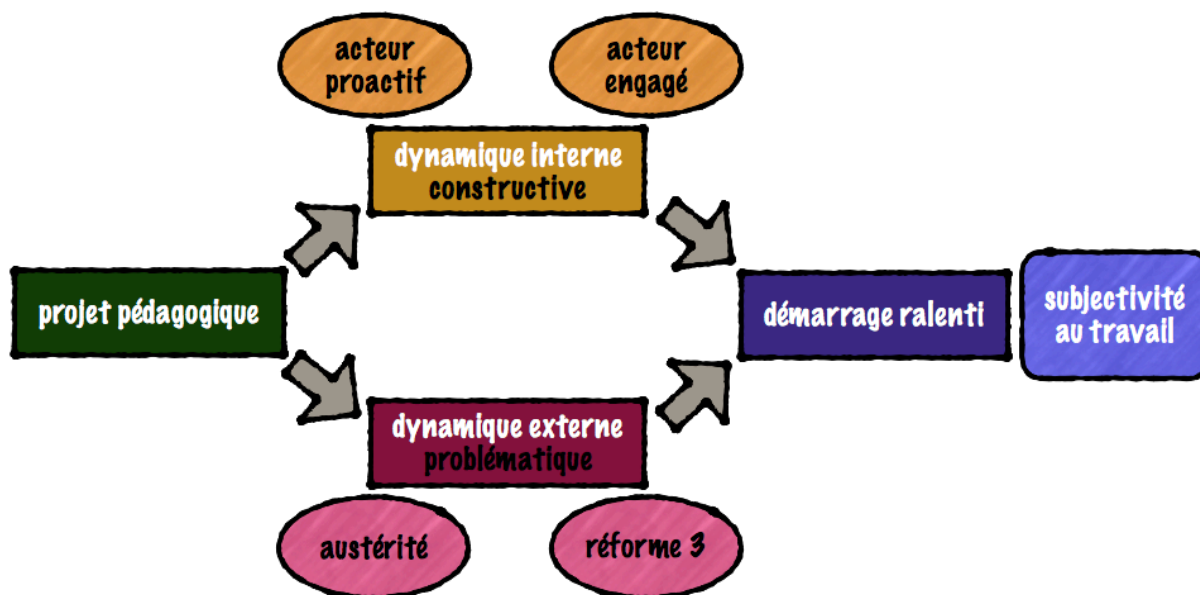 acteur
proactif
acteur
engagé
dynamique interne
constructive
projet pédagogique
démarrage ralenti
subjectivité
au travail
dynamique externe
problématique
austérité
réforme 3